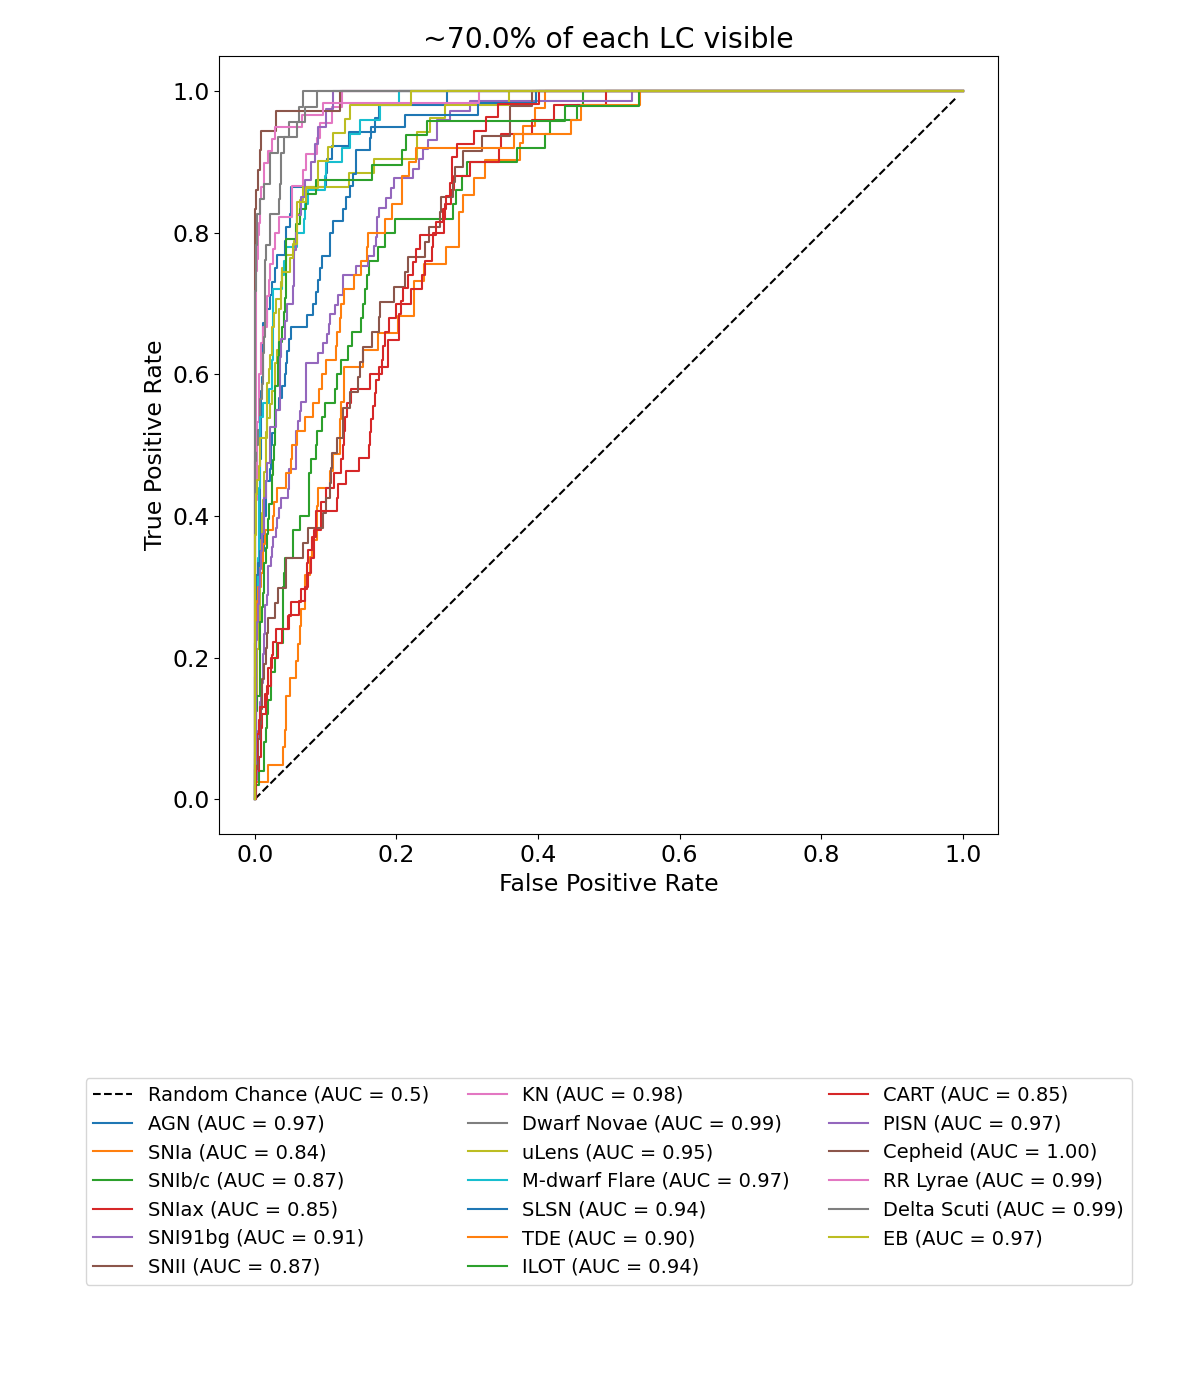 ~70.0% of each LC visible
1.0
0.8
0.6
0.4
0.2
0.0
True Positive Rate
0.0 0.2 0.4 0.6 0.8 1.0
False Positive Rate
Random Chance (AUC = 0.5)
AGN (AUC = 0.97)
SNIa (AUC = 0.84)
SNIb/c (AUC = 0.87)
SNIax (AUC = 0.85)
SNI91bg (AUC = 0.91)
SNII (AUC = 0.87)
KN (AUC = 0.98)
Dwarf Novae (AUC = 0.99)
uLens (AUC = 0.95)
M-dwarf Flare (AUC = 0.97)
SLSN (AUC = 0.94)
TDE (AUC = 0.90)
ILOT (AUC = 0.94)
CART (AUC = 0.85)
PISN (AUC = 0.97)
Cepheid (AUC = 1.00)
RR Lyrae (AUC = 0.99)
Delta Scuti (AUC = 0.99)
EB (AUC = 0.97)